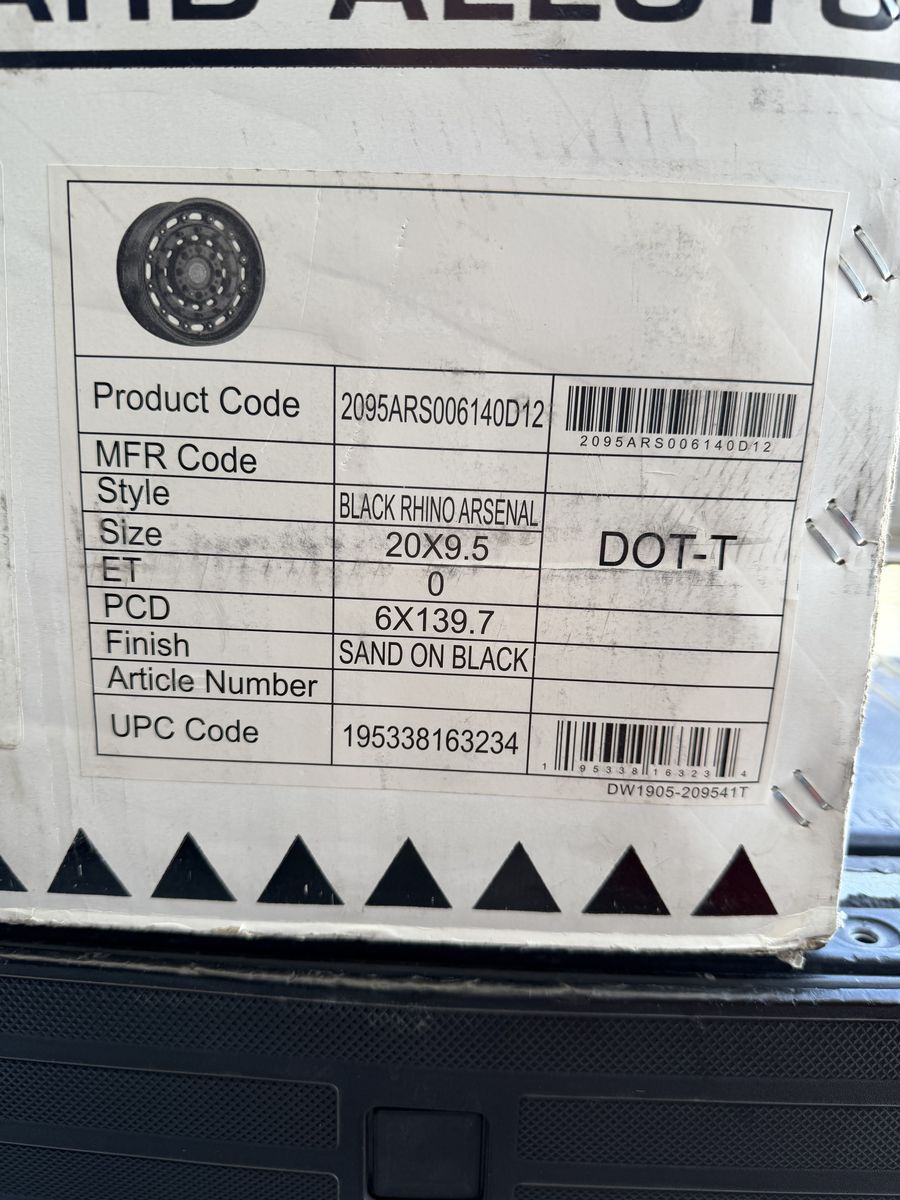 Product Code 2095ARS006140D12
2095ARS006140D12
MFR Code
Style BLACK RHINO ARSENAL
Size 20X9.5 DOT-T
ET 0
PCD 6X139.7
Finish SAND ON BLACK
Article Number
UPC Code 195338163234
1 95338 16323 4
DW1905-209541T